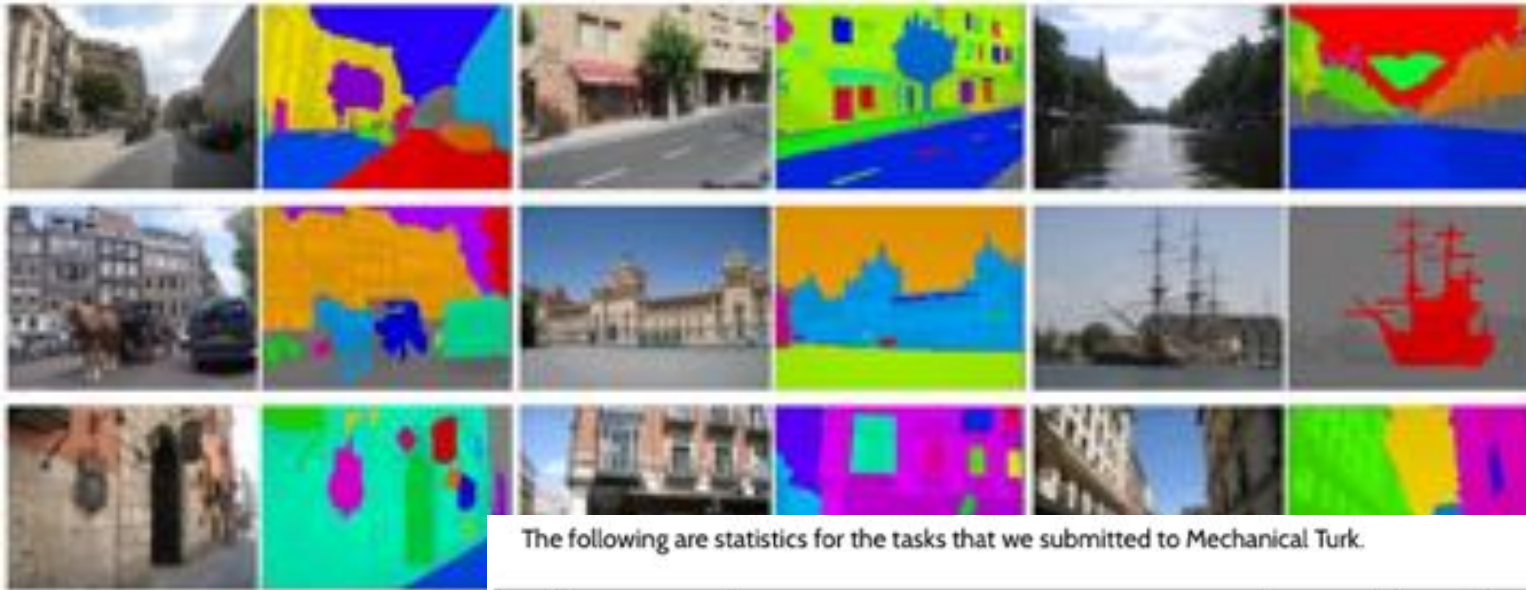 The following are statistics for the tasks that we submitted to Mechanical Turk.